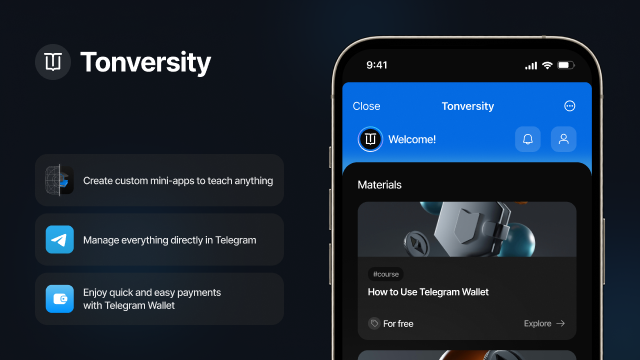 Tonversity
Create custom mini-apps to teach anything
Manage everything directly in Telegram
Enjoy quick and easy payments
with Telegram Wallet
9:41
Close
Tonversity
Welcome!
Materials
#course
How to Use Telegram Wallet
For free
Explore